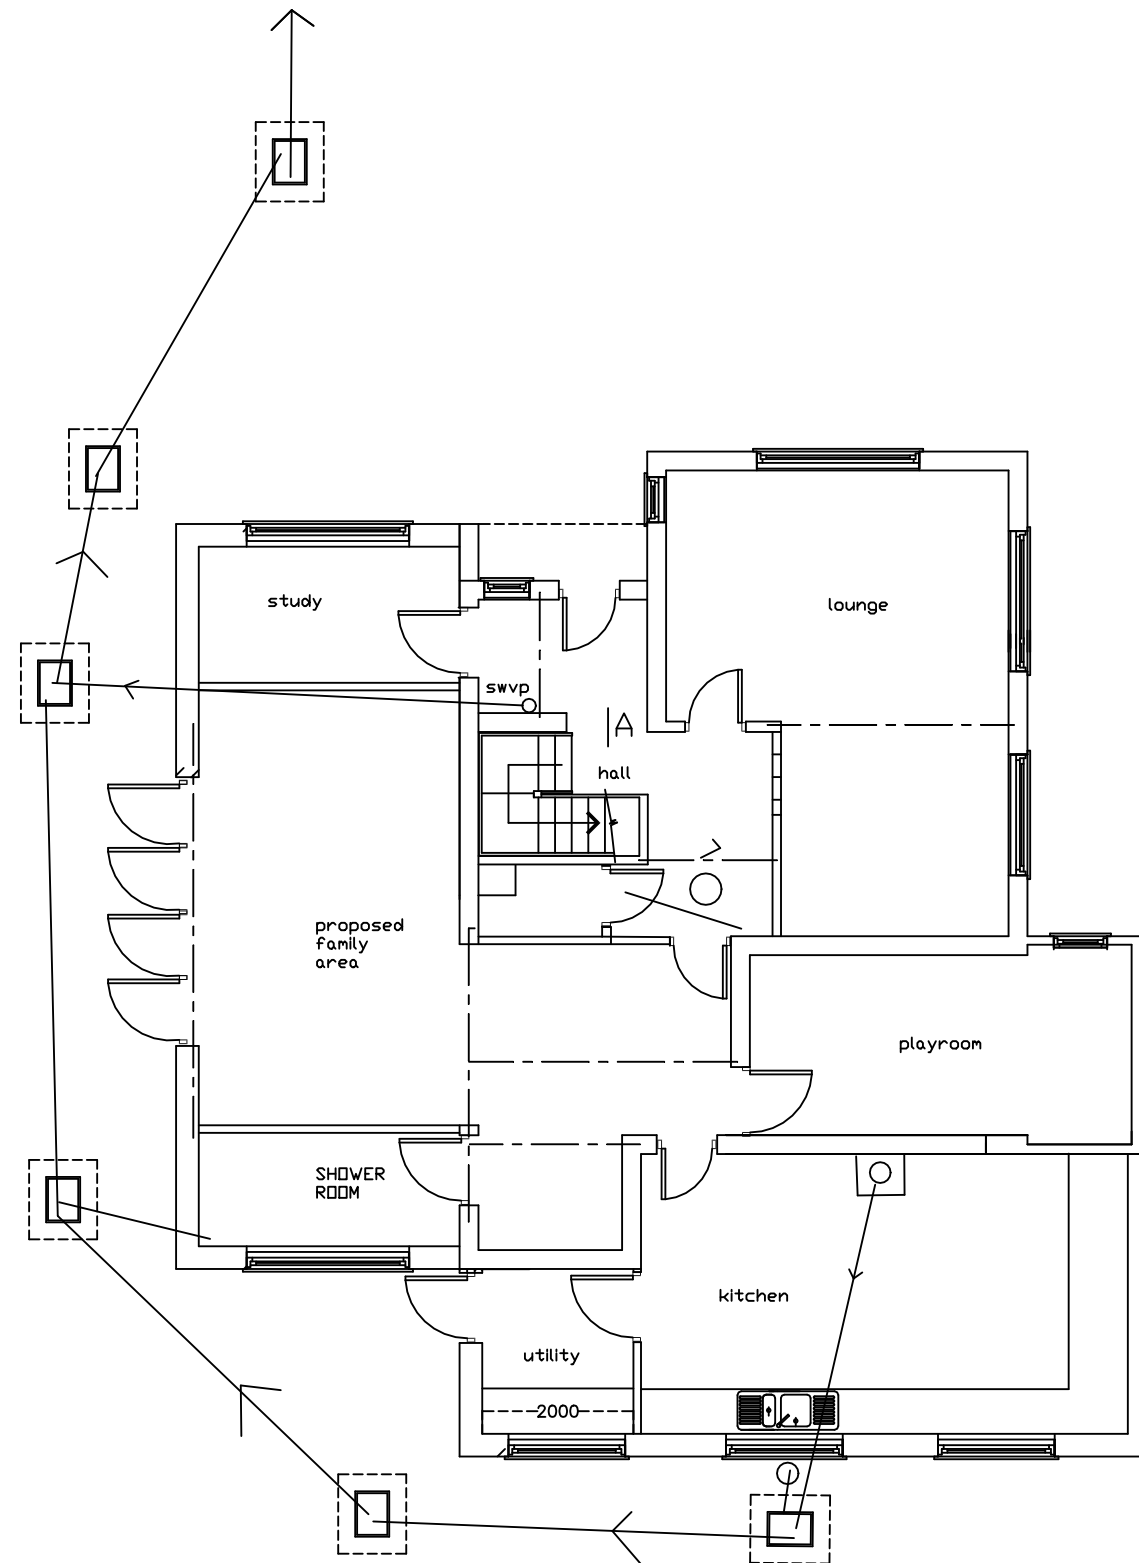 study
lounge
swvp
A
hall
proposed
family
area
playroom
SHOWER
ROOM
kitchen
utility
2000